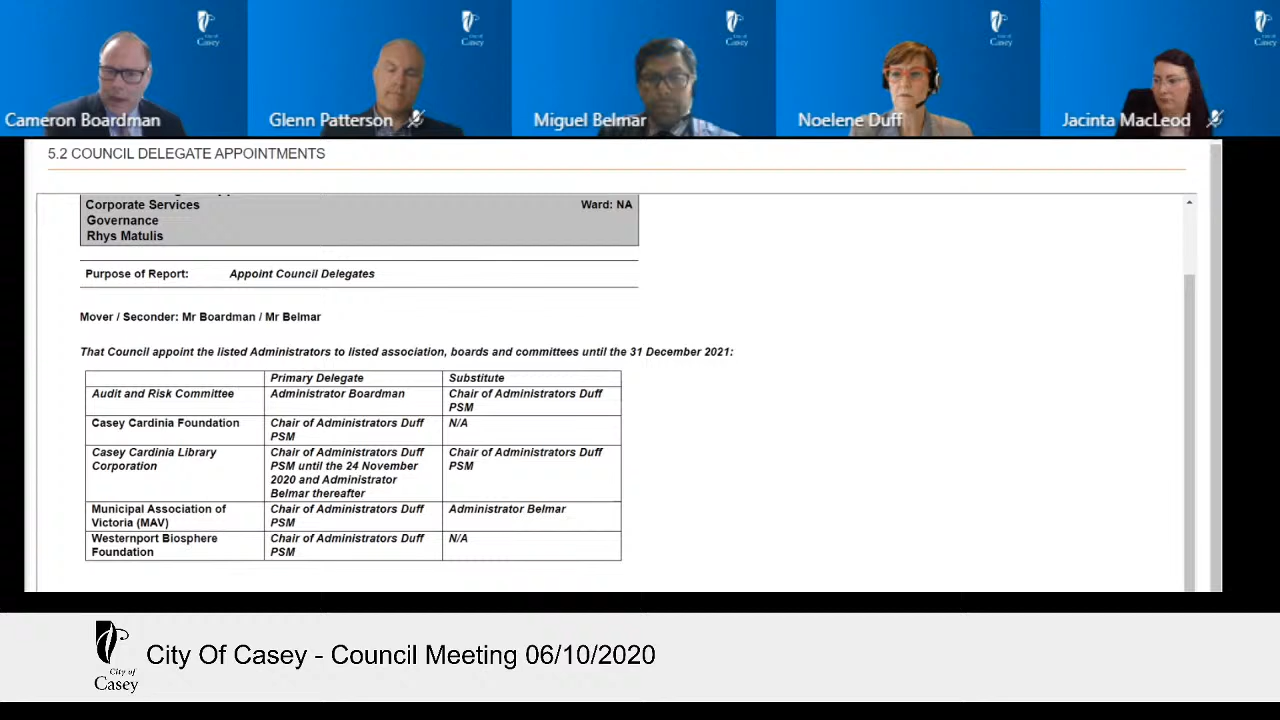 City of
Casey
City of
Casey
City of
Casey
City of
Casey
City of
Casey
Cameron Boardman
Glenn Patterson
Miguel Belmar
Noelene Duff
Jacinta MacLeod
5.2 COUNCIL DELEGATE APPOINTMENTS
Corporate Services Ward: NA
Governance
Rhys Matulis
Purpose of Report: Appoint Council Delegates
Mover / Seconder: Mr Boardman / Mr Belmar
That Council appoint the listed Administrators to listed association, boards and committees until the 31 December 2021:
Primary Delegate Substitute
Audit and Risk Committee Administrator Boardman Chair of Administrators Duff
PSM
Casey Cardinia Foundation Chair of Administrators Duff N/A
PSM
Casey Cardinia Library Chair of Administrators Duff Chair of Administrators Duff
Corporation PSM until the 24 November PSM
2020 and Administrator
Belmar thereafter
Municipal Association of Chair of Administrators Duff Administrator Belmar
Victoria (MAV) PSM
Westernport Biosphere Chair of Administrators Duff N/A
Foundation PSM
City of
Casey
City Of Casey - Council Meeting 06/10/2020